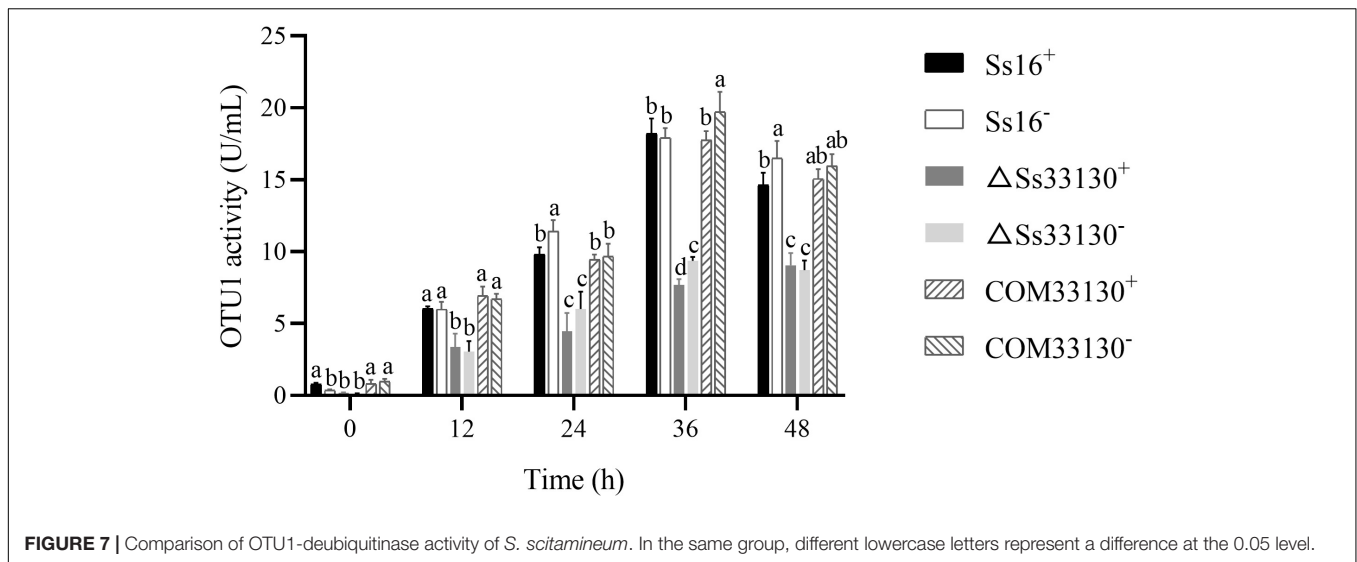 25
20
15
10
5
0
OTU1 activity (U/mL)
a b b b a a
a a b b a a
b a c c b b
b b d c b a
b a c c ab ab
0 12 24 36 48
Time (h)
Ss16+
Ss16-
△Ss33130+
△Ss33130-
COM33130+
COM33130-
FIGURE 7 | Comparison of OTU1-deubiquitinase activity of S. scitamineum. In the same group, different lowercase letters represent a difference at the 0.05 level.